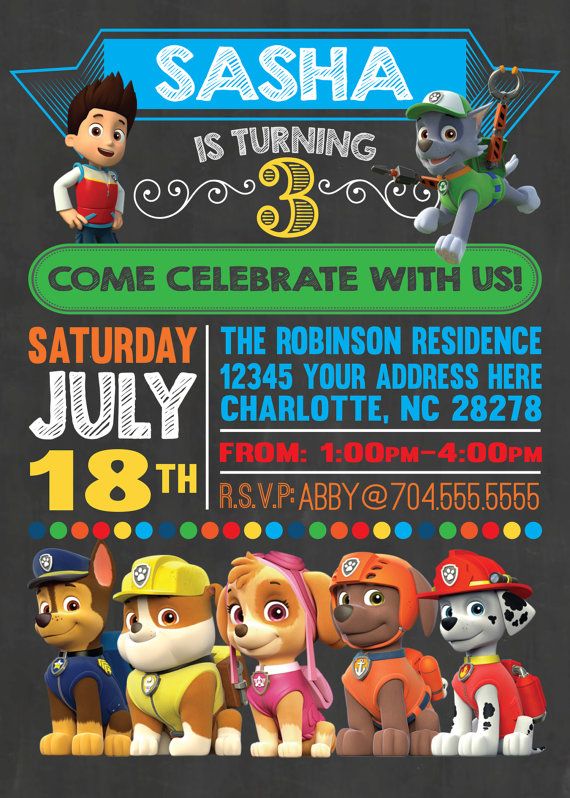 SASHA
IS TURNING
3
COME CELEBRATE WITH US!
SATURDAY
JULY
18TH
THE ROBINSON RESIDENCE
12345 YOUR ADDRESS HERE
CHARLOTTE, NC 28278
FROM: 1:00PM-4:00PM
R.S.V.P: ABBY@704.555.5555